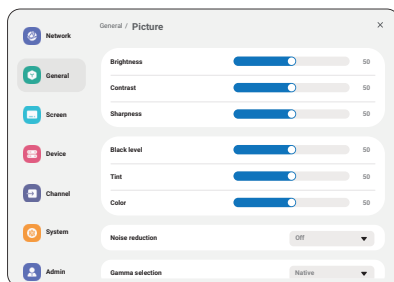 General / Picture
×
Network
General
Screen
Device
Channel
System
Admin
Brightness 50
Contrast 50
Sharpness 50
Black level 50
Tint 50
Color 50
Noise reduction Off
Gamma selection Native